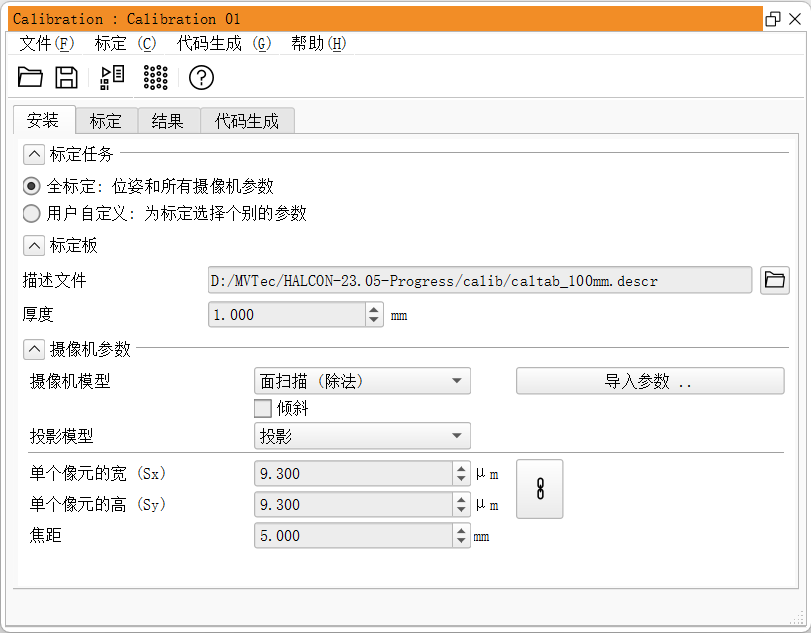 Calibration : Calibration 01
文件(F) 标定 (C) 代码生成 (G) 帮助(H)
安装 标定 结果 代码生成
标定任务
全标定: 位姿和所有摄像机参数
用户自定义: 为标定选择个别的参数
标定板
描述文件 D:/MVTec/HALCON-23.05-Progress/calib/caltab_100mm.descr
厚度 1.000 mm
摄像机参数
摄像机模型 面扫描 (除法) 导入参数 ..
倾斜
投影模型 投影
单个像元的宽 (Sx) 9.300 μm
单个像元的高 (Sy) 9.300 μm
焦距 5.000 mm